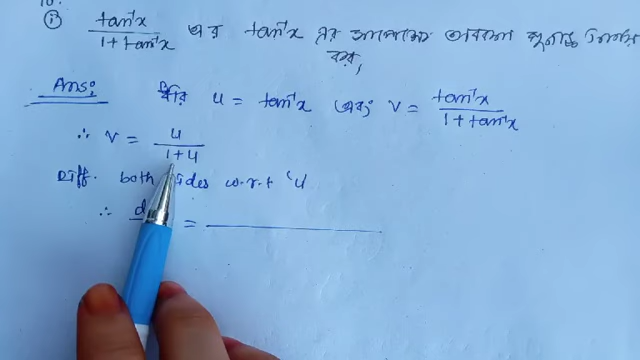 10.
(i) tan⁻¹x / 1 + tan⁻¹x এর tan⁻¹x এর সাপেক্ষে অবকল গুণাঙ্ক নির্ণয়
কর,
Ans: ধরি u = tan⁻¹x এবং v = tan⁻¹x / 1 + tan⁻¹x
∴ v = u / 1 + u
Diff. both sides w.r.t 'u
∴ d =